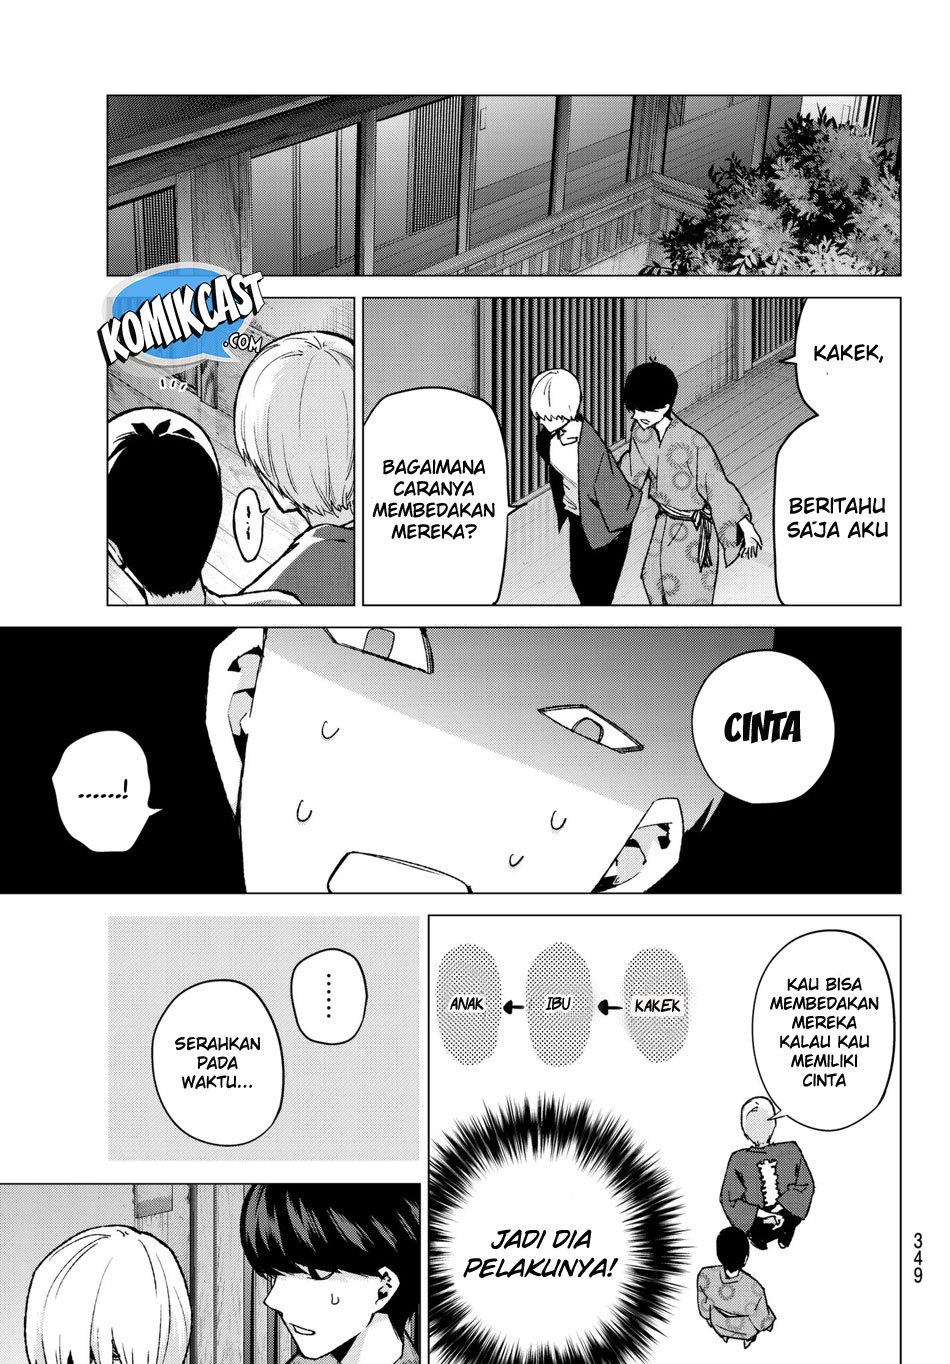 KOMIKCAST
.COM
KAKEK,
BERITAHU
SAJA AKU
BAGAIMANA
CARANYA
MEMBEDAKAN
MEREKA?
...
CINTA
.......!
KAU BISA
MEMBEDAKAN
MEREKA
KALAU KAU
MEMILIKI
CINTA
KAKEK
IBU
ANAK
JADI DIA
PELAKUNYA!
......
SERAHKAN
PADA
WAKTU...
349